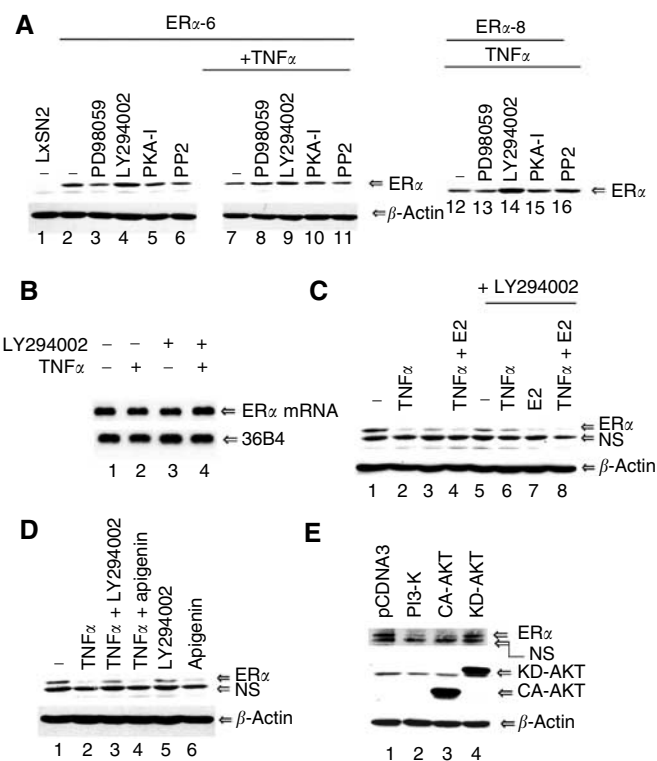 A
ERα-6
ERα-8
+TNFα
TNFα
– LxSN2
–
PD98059
LY294002
PKA-I
PP2
–
PD98059
LY294002
PKA-I
PP2
–
PD98059
LY294002
PKA-I
PP2
⇐ ERα
⇐ ERα
⇐ β-Actin
1 2 3 4 5 6 7 8 9 10 11
12 13 14 15 16
B
LY294002 – – + +
TNFα – + – +
⇐ ERα mRNA
⇐ 36B4
1 2 3 4
C
+ LY294002
–
TNFα
TNFα + E2
–
TNFα
E2
TNFα + E2
⇐ ERα
⇐ NS
⇐ β-Actin
1 2 3 4 5 6 7 8
D
–
TNFα
TNFα + LY294002
TNFα + apigenin
LY294002
Apigenin
⇐ ERα
⇐ NS
⇐ β-Actin
1 2 3 4 5 6
E
pCDNA3
PI3-K
CA-AKT
KD-AKT
⇐ ERα
NS
⇐ KD-AKT
⇐ CA-AKT
⇐ β-Actin
1 2 3 4